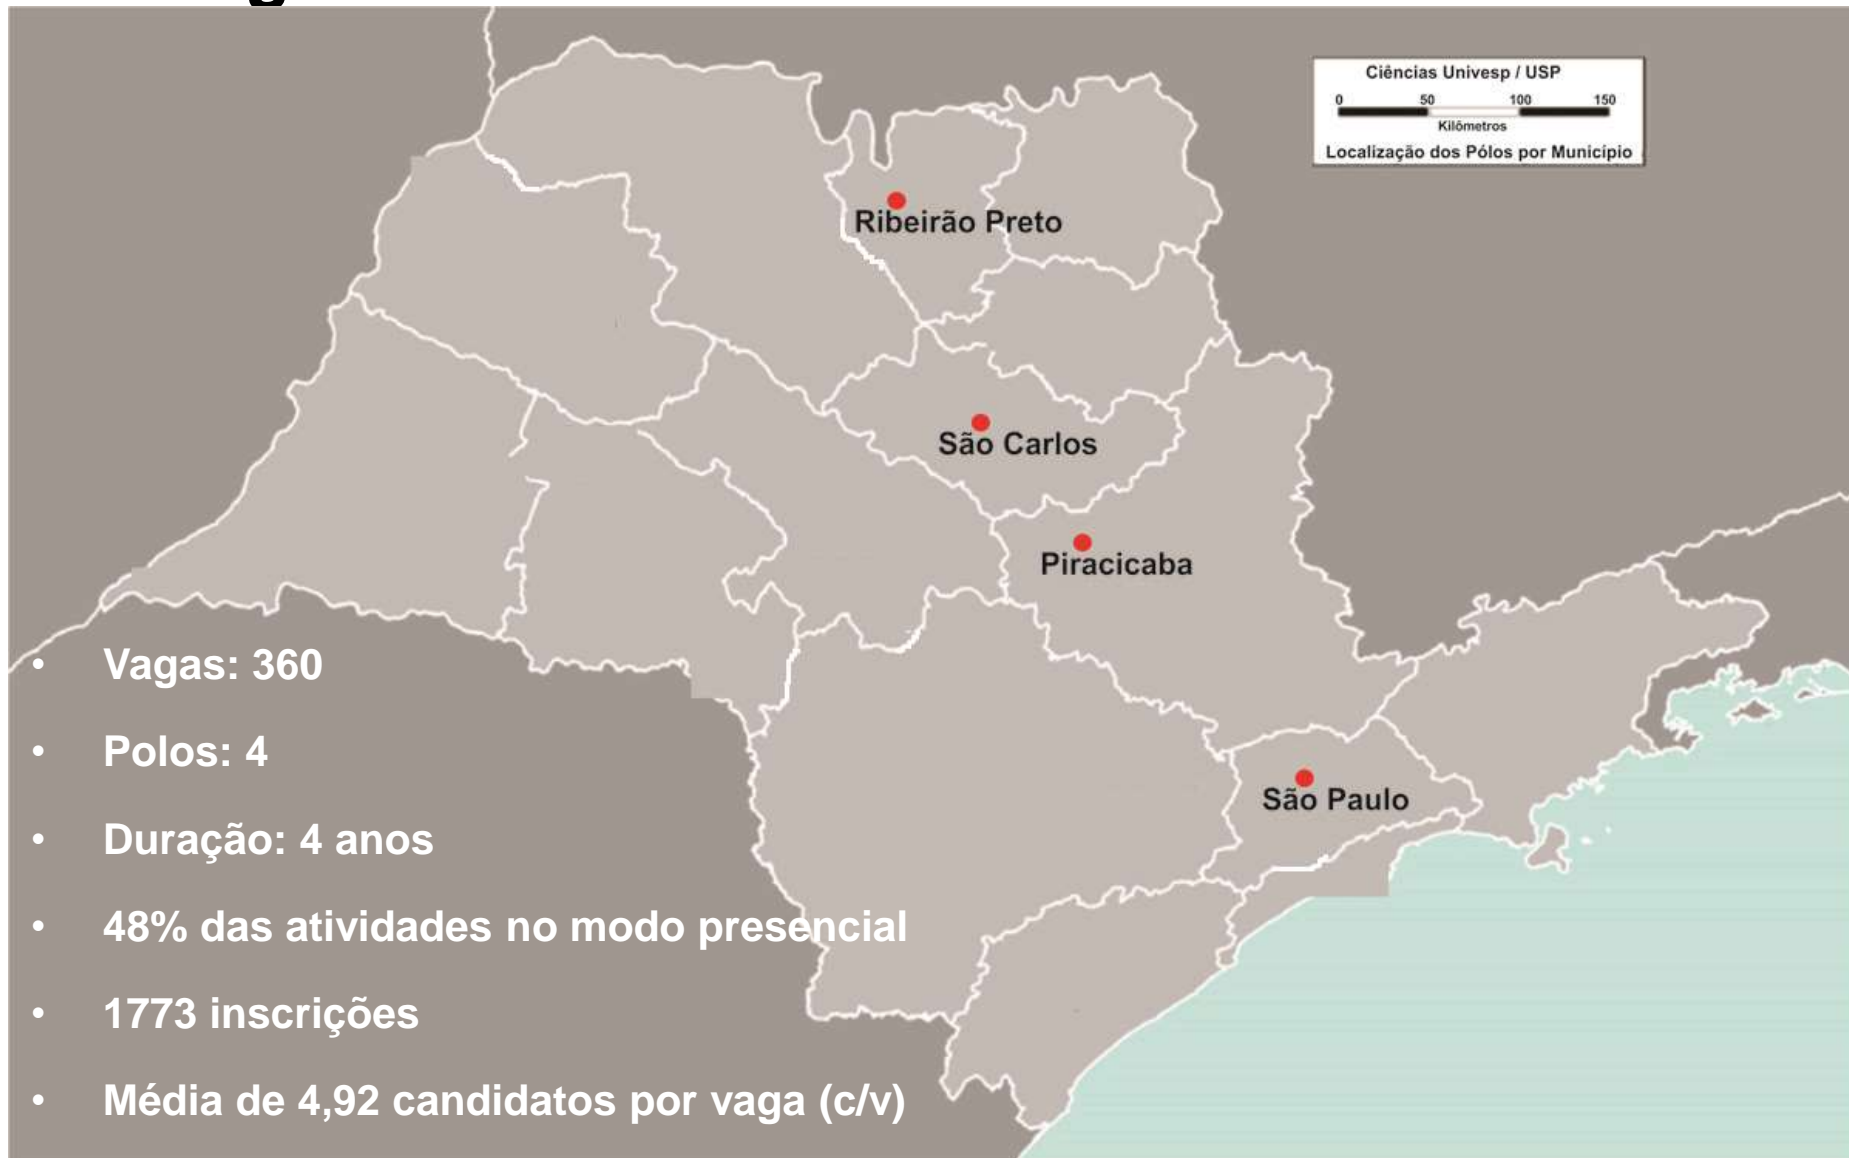 Ciências Univesp / USP
0 50 100 150
Kilômetros
Localização dos Pólos por Município
Ribeirão Preto
São Carlos
Piracicaba
São Paulo
• Vagas: 360
• Polos: 4
• Duração: 4 anos
• 48% das atividades no modo presencial
• 1773 inscrições
• Média de 4,92 candidatos por vaga (c/v)